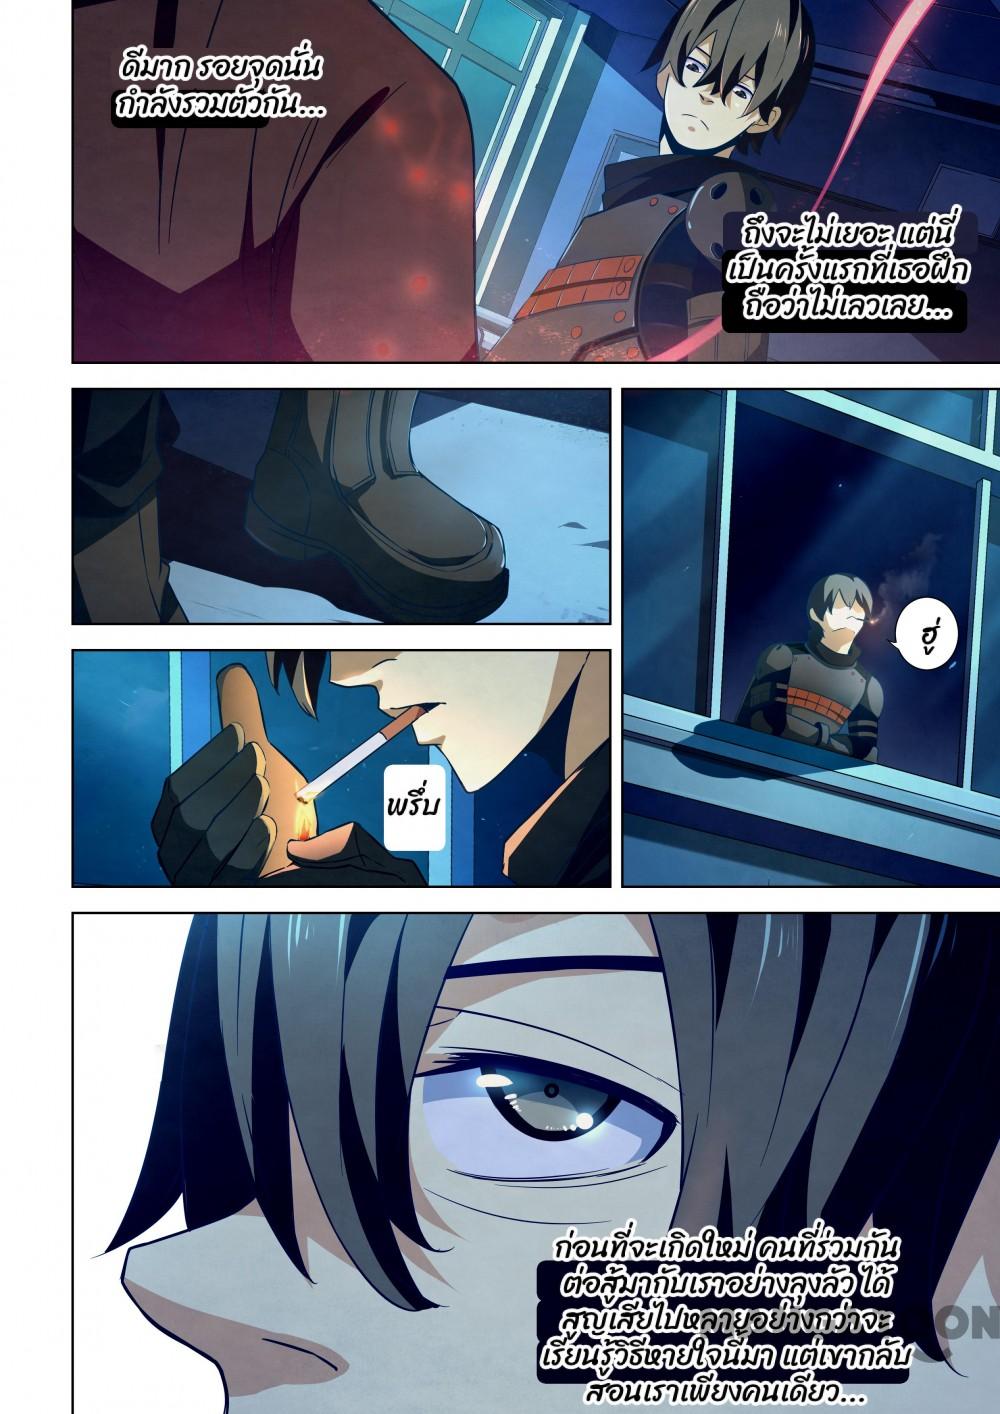 ดีมาก รอยจุดนั่น
กำลังรวมตัวกัน...
ถึงจะไม่เยอะ แต่นี่
เป็นครั้งแรกที่เธอฝึก
ถือว่าไม่เลวเลย...
ฮู่
พรึ่บ
ก่อนที่จะเกิดใหม่ คนที่ร่วมกัน
ต่อสู้มากับเราอย่างลุงลัว ได้
สูญเสียไปหลายอย่างกว่าจะ
เรียนรู้วิธีหายใจนี้มา แต่เขากลับ
สอนเราเพียงคนเดียว...